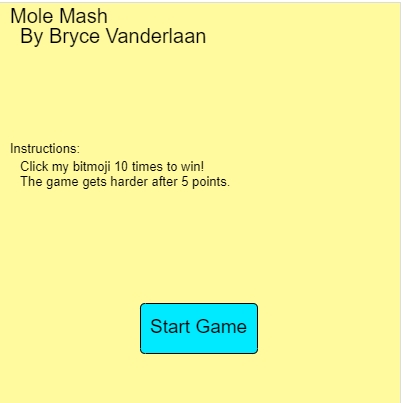 Mole Mash
By Bryce Vanderlaan
Instructions:
Click my bitmoji 10 times to win!
The game gets harder after 5 points.
Start Game